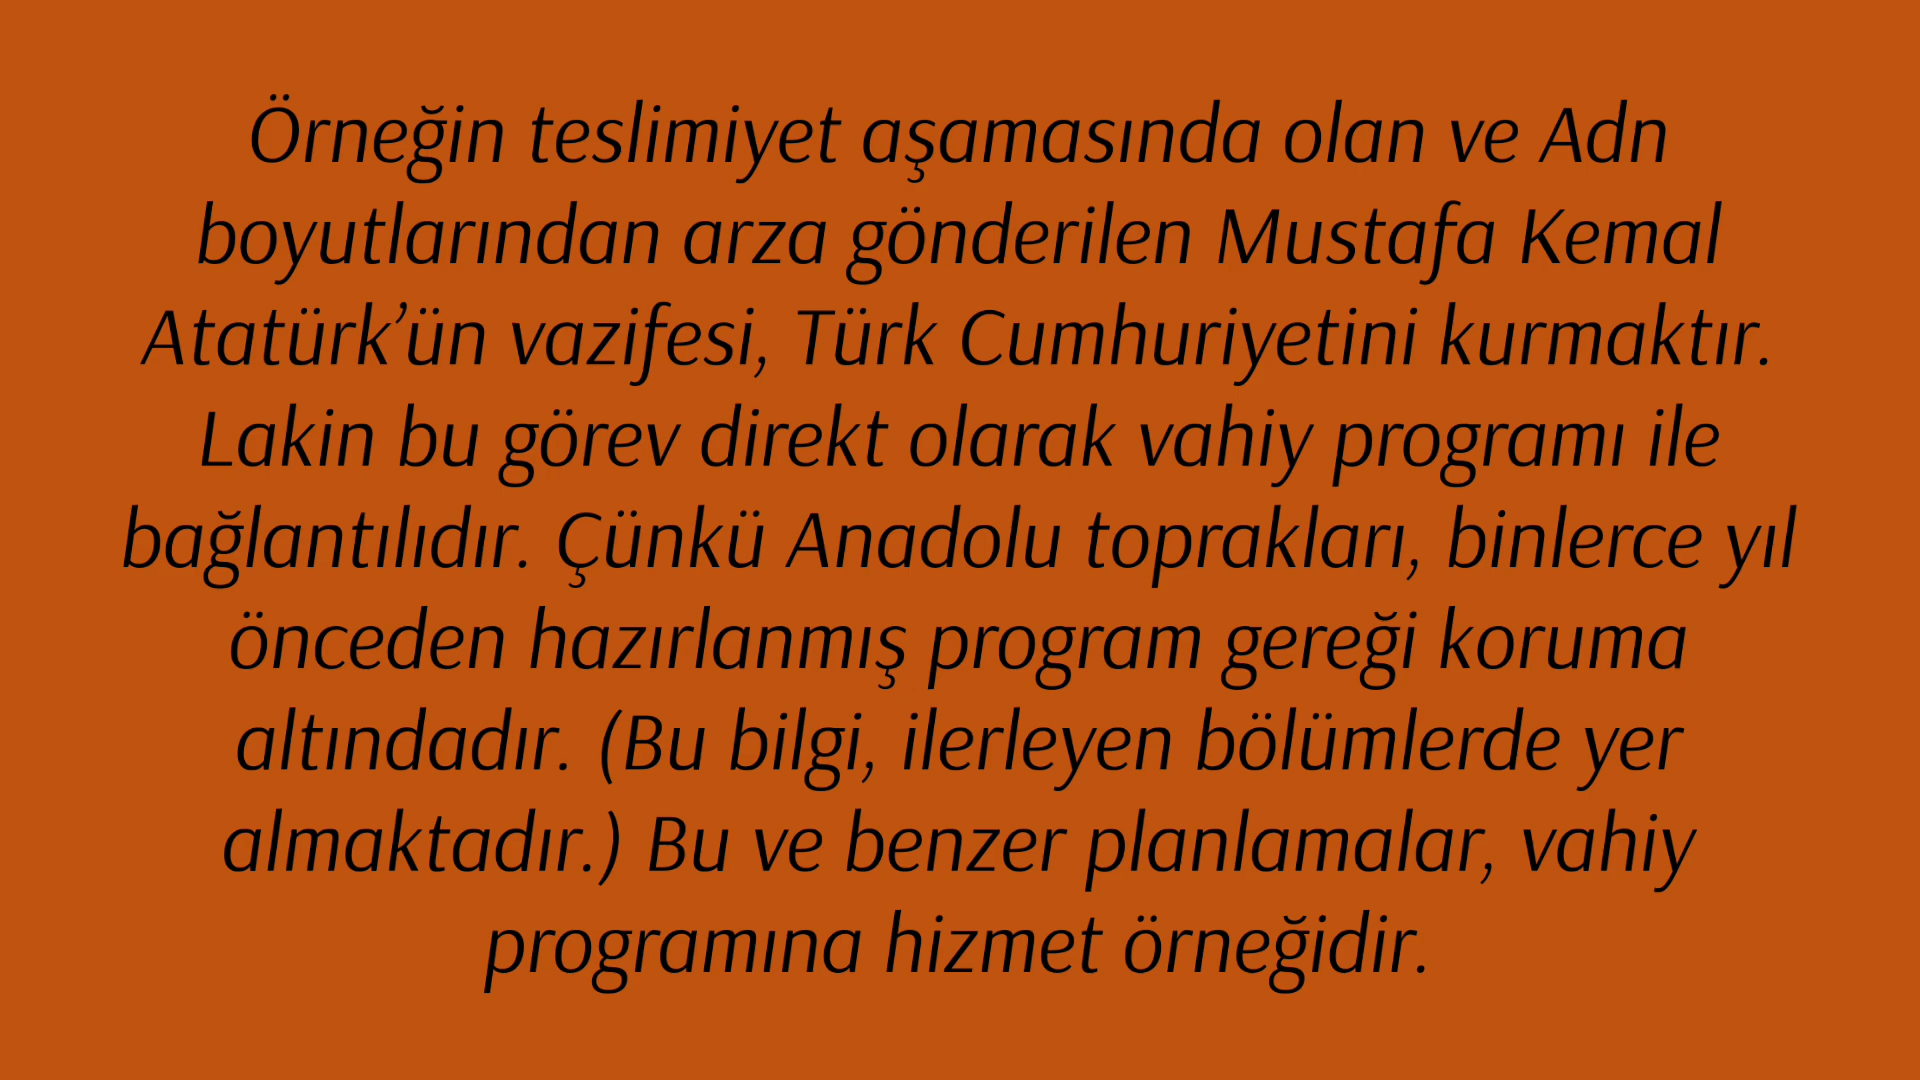 Örneğin teslimiyet aşamasında olan ve Adn
boyutlarından arza gönderilen Mustafa Kemal
Atatürk’ün vazifesi, Türk Cumhuriyetini kurmaktır.
Lakin bu görev direkt olarak vahiy programı ile
bağlantılıdır. Çünkü Anadolu toprakları, binlerce yıl
önceden hazırlanmış program gereği koruma
altındadır. (Bu bilgi, ilerleyen bölümlerde yer
almaktadır.) Bu ve benzer planlamalar, vahiy
programına hizmet örneğidir.